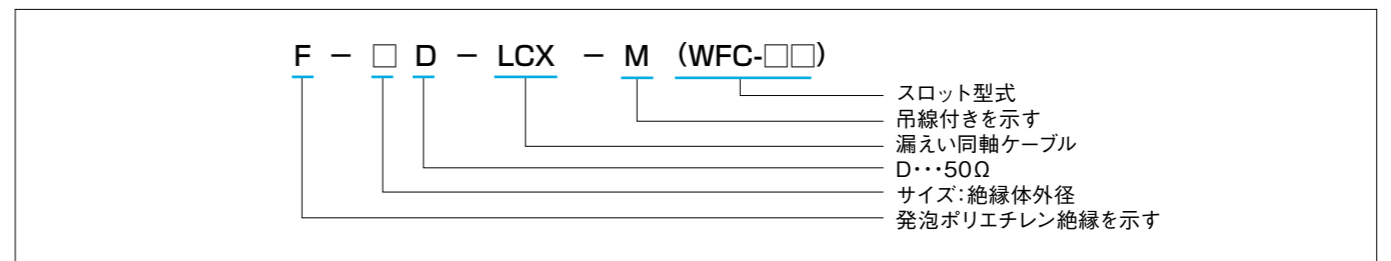 F － □ D － LCX － M (WFC-□□)
スロット型式
吊線付きを示す
漏えい同軸ケーブル
D･･･50Ω
サイズ：絶縁体外径
発泡ポリエチレン絶縁を示す